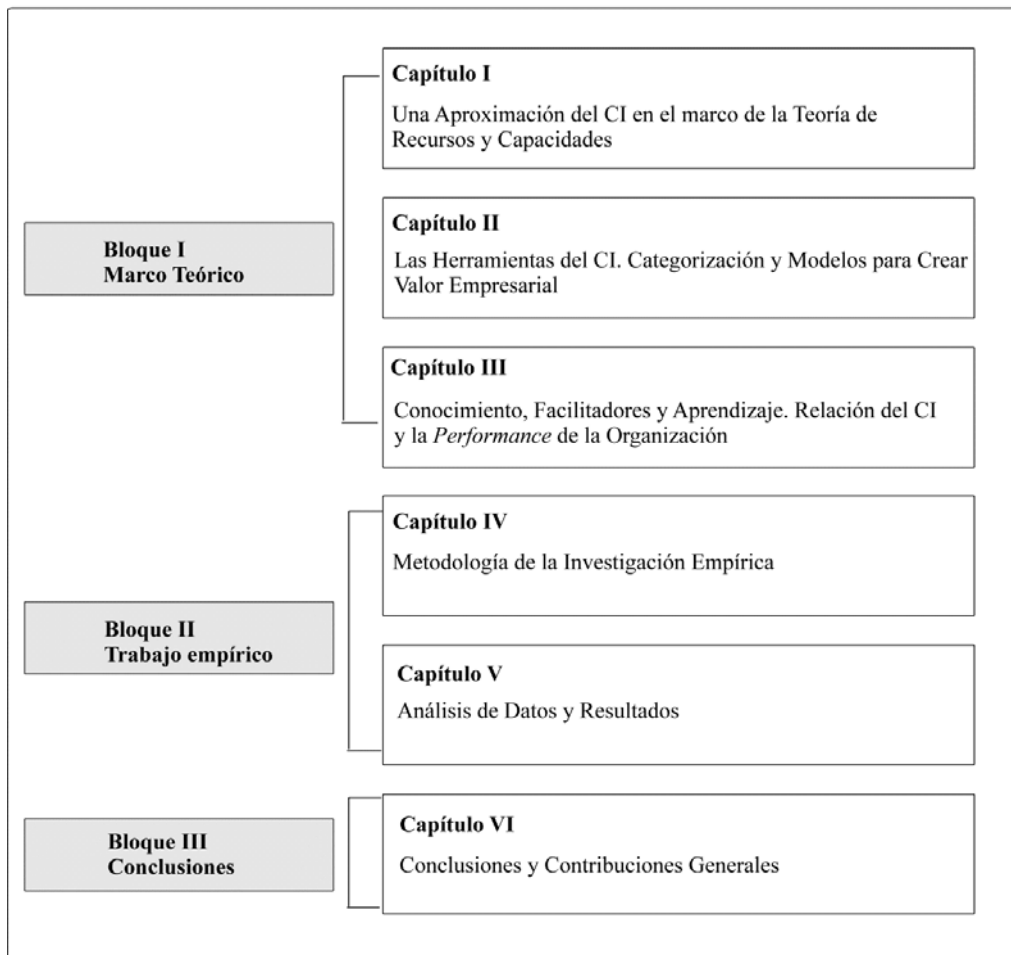 Capítulo I
Una Aproximación del CI en el marco de la Teoría de
Recursos y Capacidades
Bloque I
Marco Teórico
Capítulo II
Las Herramientas del CI. Categorización y Modelos para Crear
Valor Empresarial
Capítulo III
Conocimiento, Facilitadores y Aprendizaje. Relación del CI
y la Performance de la Organización
Bloque II
Trabajo empírico
Capítulo IV
Metodología de la Investigación Empírica
Capítulo V
Análisis de Datos y Resultados
Bloque III
Conclusiones
Capítulo VI
Conclusiones y Contribuciones Generales